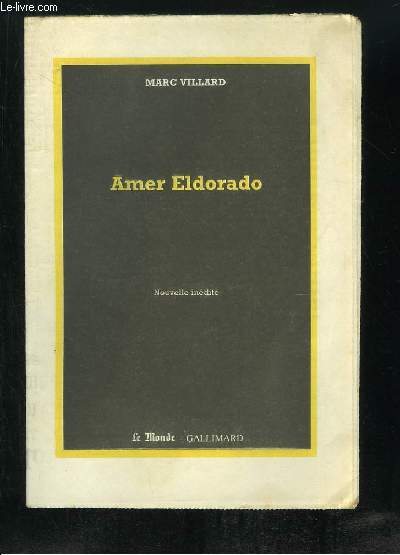 Le-livre.com
MARC VILLARD
Amer Eldorado
Nouvelle inédite
Le Monde GALLIMARD